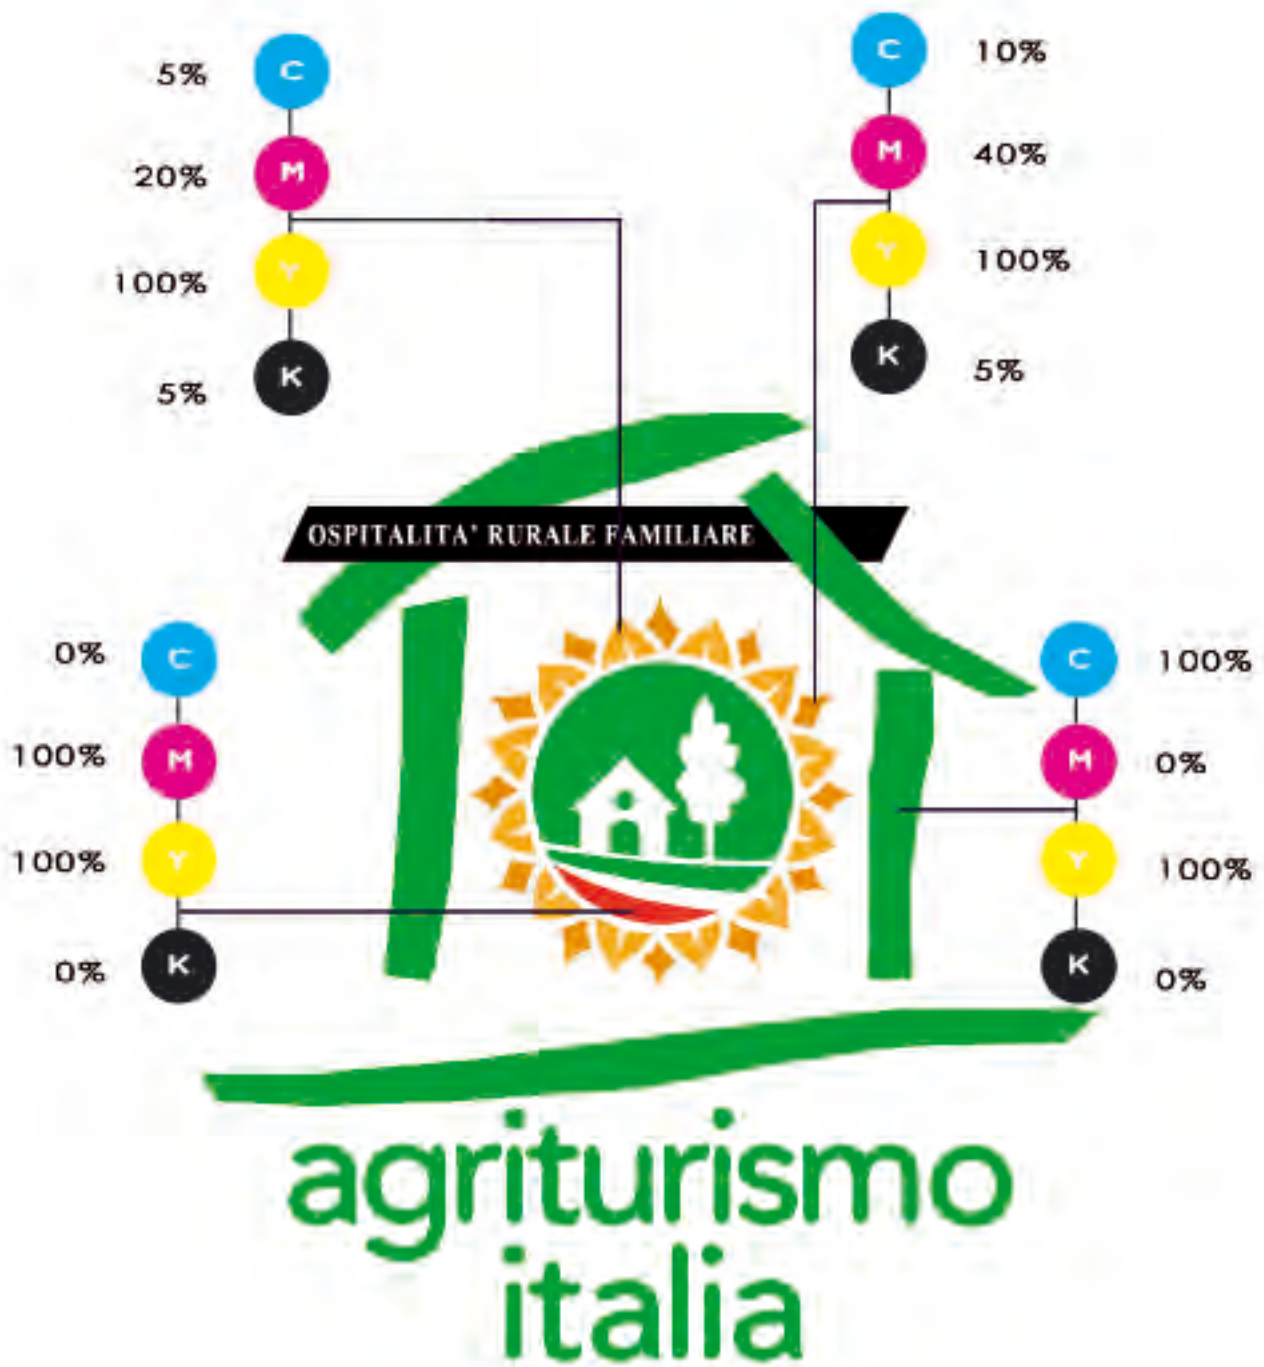 5% C
20% M
100% Y
5% K
C 10%
M 40%
Y 100%
K 5%
OSPITALITA' RURALE FAMILIARE
0% C
100% M
100% Y
0% K
C 100%
M 0%
Y 100%
K 0%
agriturismo
italia